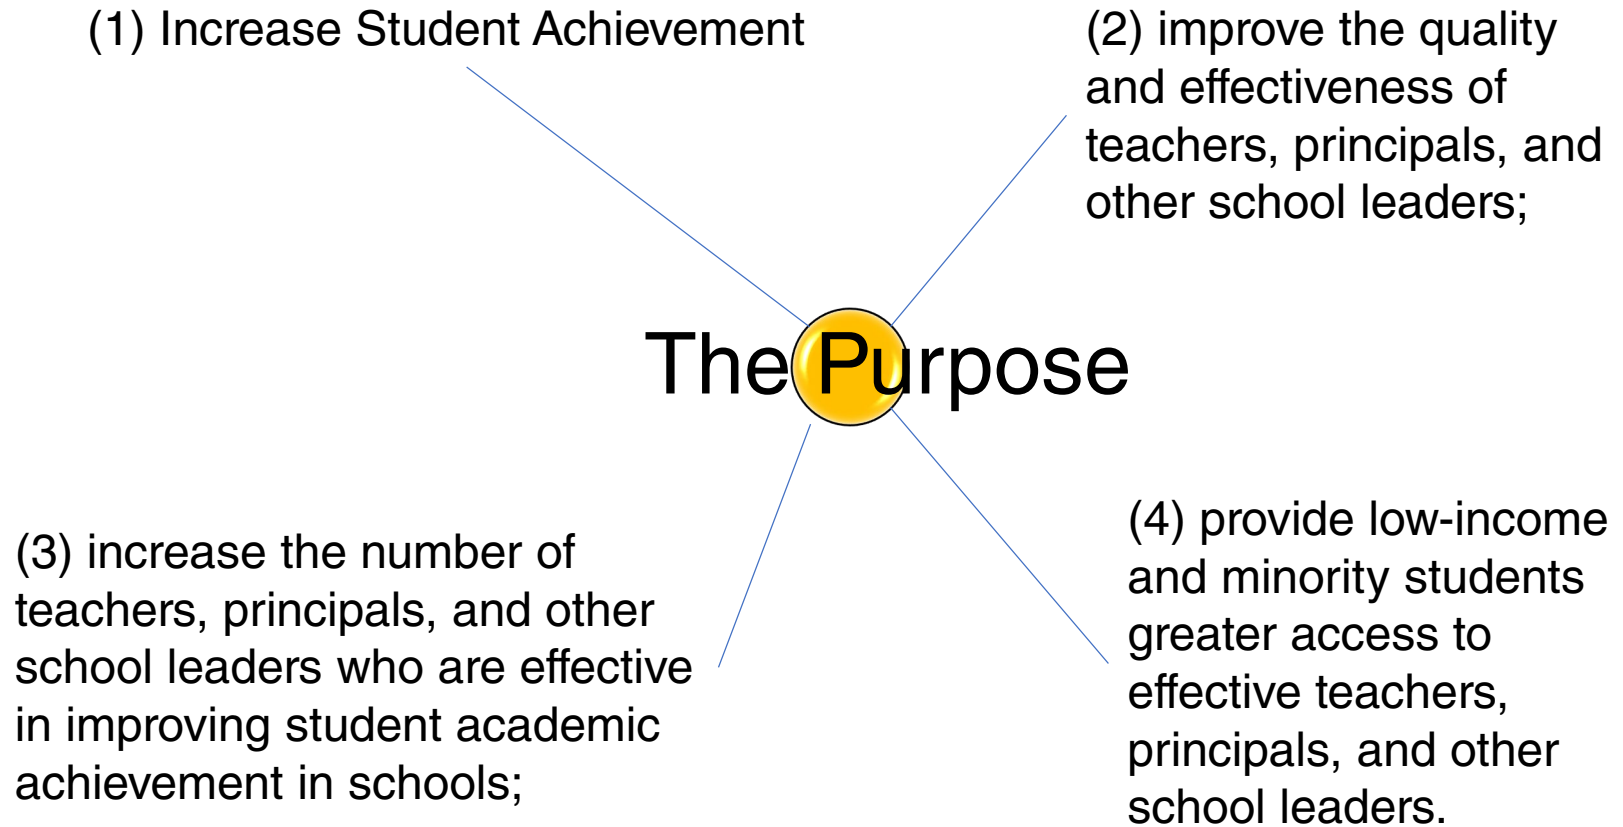 (1) Increase Student Achievement
(2) improve the quality
and effectiveness of
teachers, principals, and
other school leaders;
The Purpose
(3) increase the number of
teachers, principals, and other
school leaders who are effective
in improving student academic
achievement in schools;
(4) provide low-income
and minority students
greater access to
effective teachers,
principals, and other
school leaders.